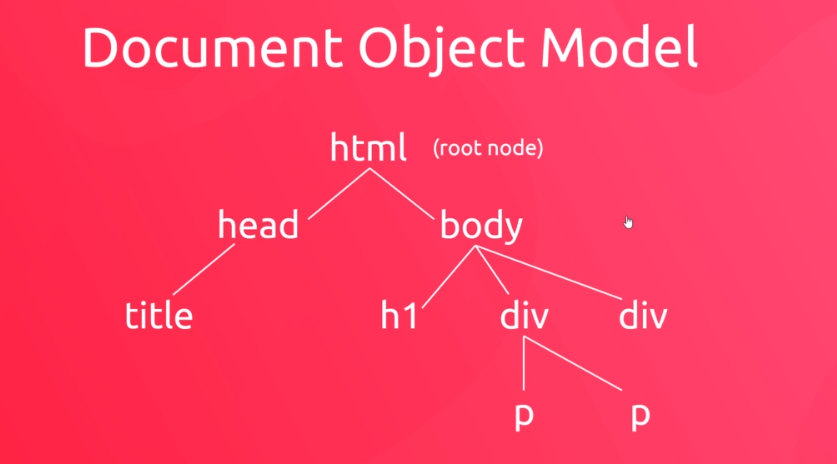 Document Object Model
html (root node)
head body
title h1 div div
p p